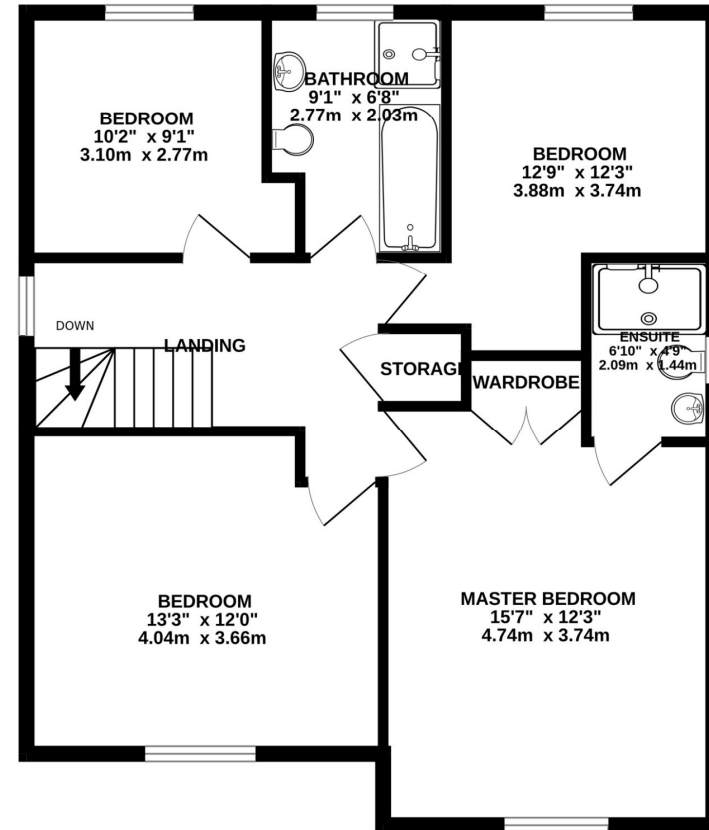 BEDROOM
10'2" x 9'1"
3.10m x 2.77m
BATHROOM
9'1" x 6'8"
2.77m x 2.03m
BEDROOM
12'9" x 12'3"
3.88m x 3.74m
DOWN
LANDING
STORAGE
WARDROBE
ENSUITE
6'10" x 4'9"
2.09m x 1.44m
BEDROOM
13'3" x 12'0"
4.04m x 3.66m
MASTER BEDROOM
15'7" x 12'3"
4.74m x 3.74m